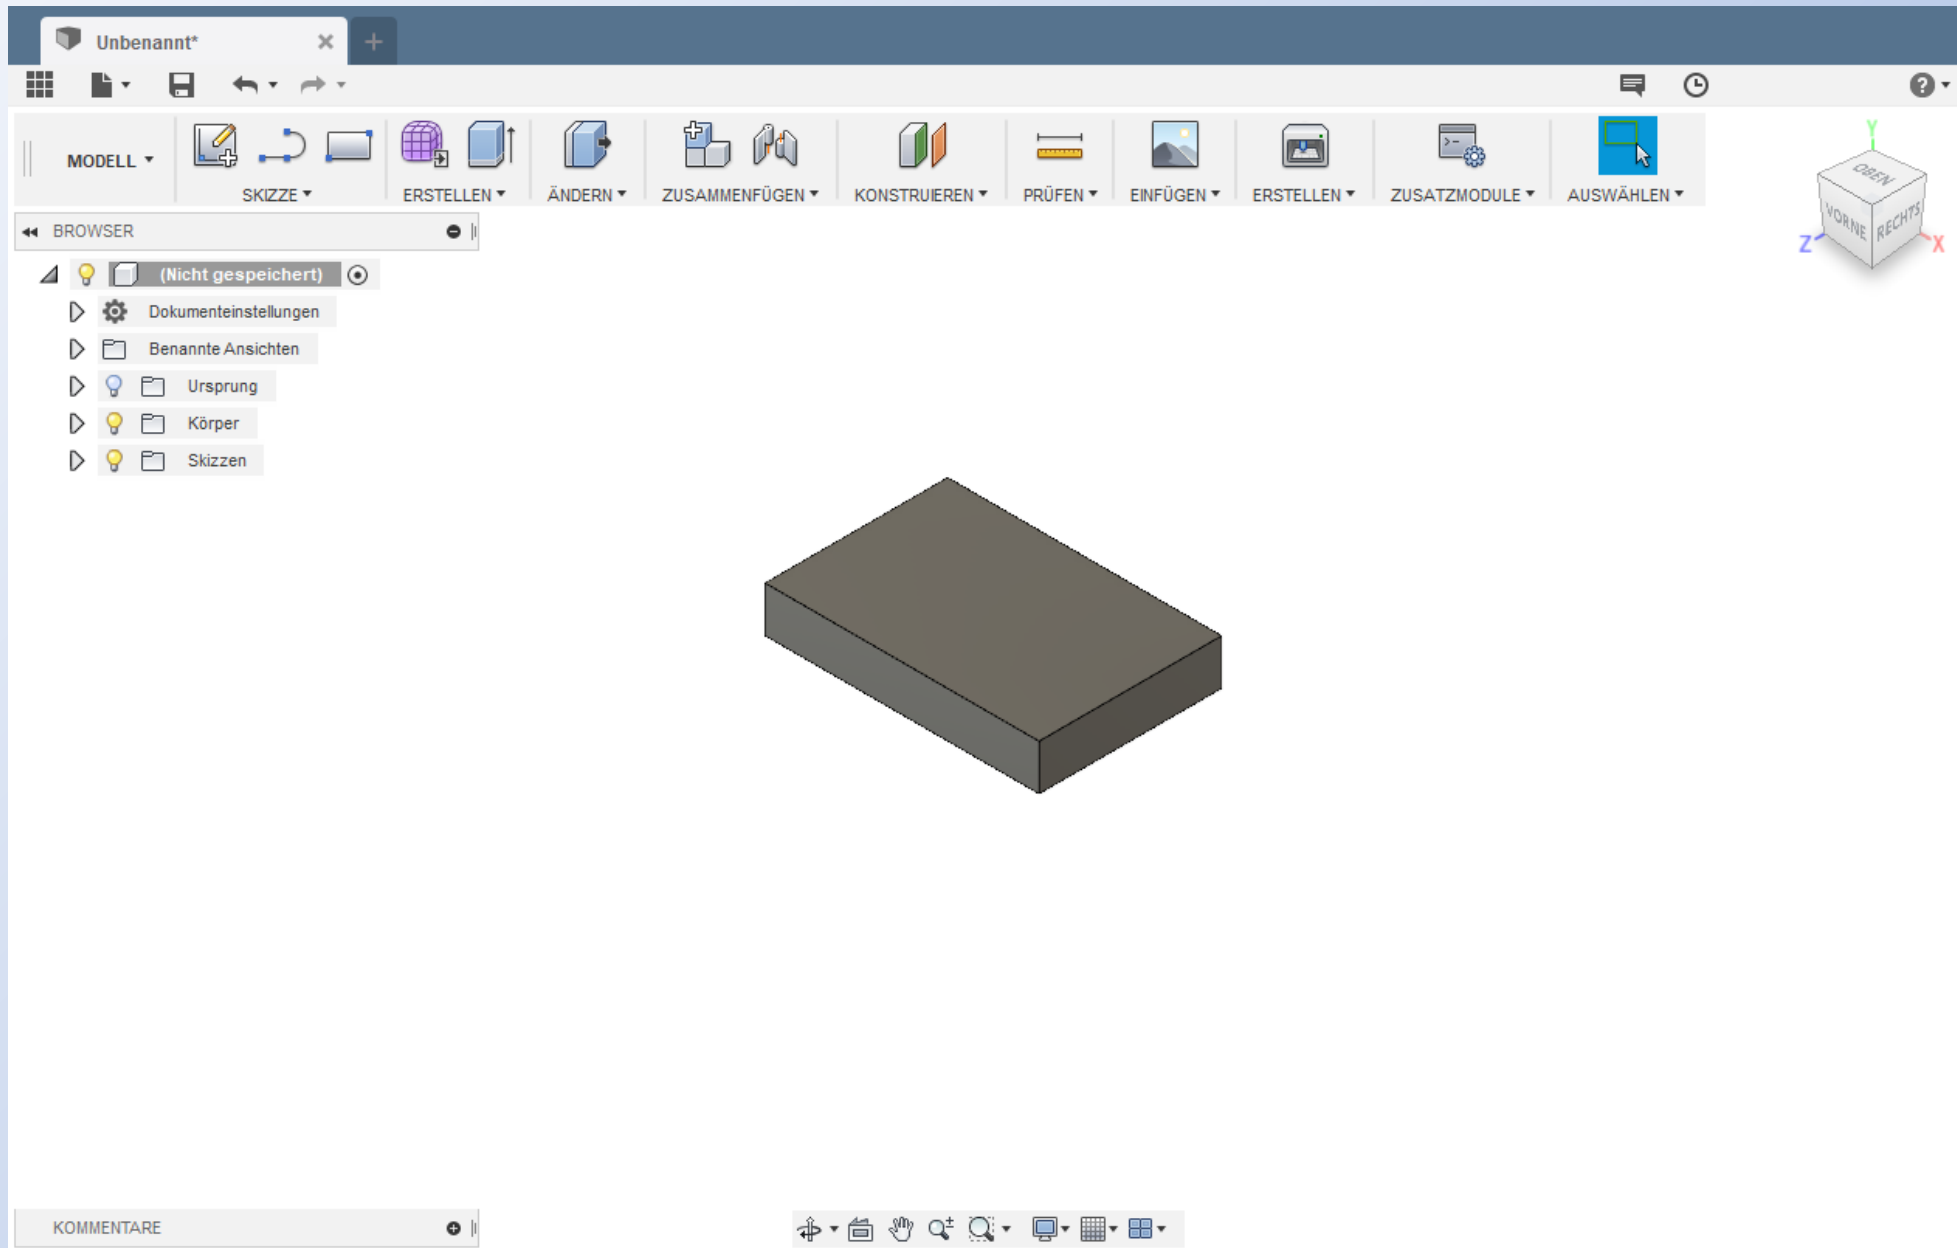 Unbenannt*
MODELL
SKIZZE
ERSTELLEN
ÄNDERN
ZUSAMMENFÜGEN
KONSTRUIEREN
PRÜFEN
EINFÜGEN
ERSTELLEN
ZUSATZMODULE
AUSWÄHLEN
Y
OBEN
VORNE
RECHTS
Z
X
BROWSER
(Nicht gespeichert)
Dokumenteinstellungen
Benannte Ansichten
Ursprung
Körper
Skizzen
KOMMENTARE